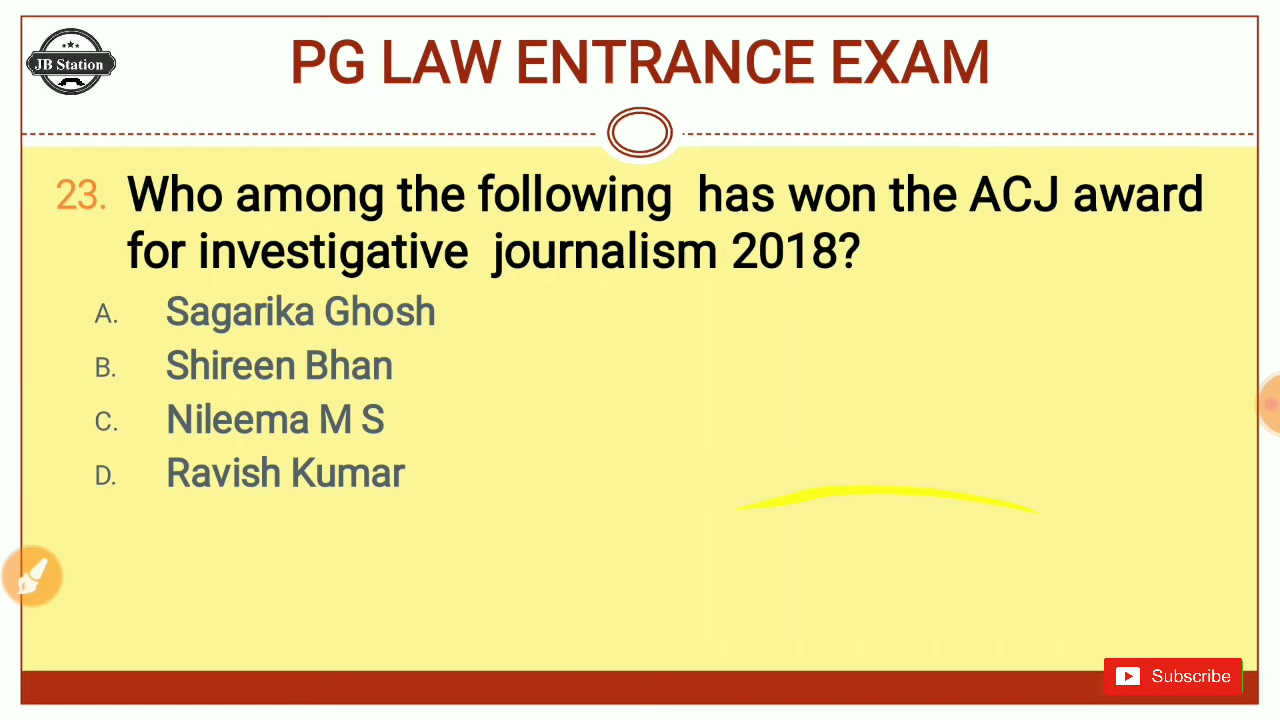 JB Station
PG LAW ENTRANCE EXAM
23. Who among the following has won the ACJ award
for investigative journalism 2018?
A. Sagarika Ghosh
B. Shireen Bhan
C. Nileema M S
D. Ravish Kumar
Subscribe